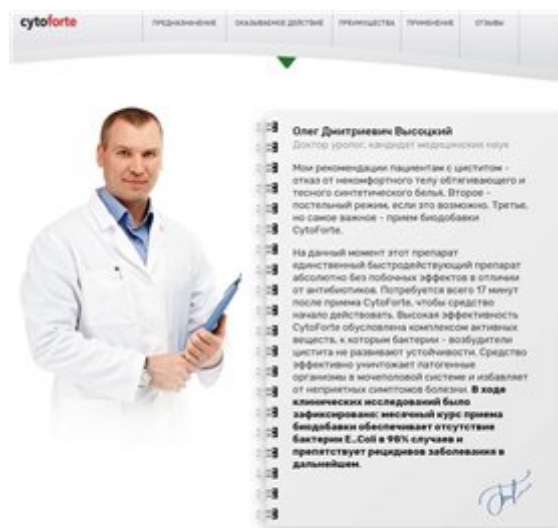 cytoforte
ПРЕДНАЗНАЧЕНИЕ
ОКАЗЫВАЕМОЕ ДЕЙСТВИЕ
ПРЕИМУЩЕСТВА
ПРИМЕНЕНИЕ
ОТЗЫВЫ
Олег Дмитриевич Высоцкий
Доктор уролог, кандидат медицинских наук
Мои рекомендации пациентам с циститом –
отказ от некомфортного телу обтягивающего и
тесного синтетического белья. Второе –
постельный режим, если это возможно. Третье,
но самое важное – прием биодобавки
CytoForte.
На данный момент этот препарат
единственный быстродействующий препарат
абсолютно без побочных эффектов в отличии
от антибиотиков. Потребуется всего 17 минут
после приема CytoForte, чтобы средство
начало действовать. Высокая эффективность
CytoForte обусловлена комплексом активных
веществ, к которым бактерии – возбудители
цистита не развивают устойчивости. Средство
эффективно уничтожает патогенные
организмы в мочеполовой системе и избавляет
от неприятных симптомов болезни. В ходе
клинических исследований было
зафиксировано: месячный курс приема
биодобавки обеспечивает отсутствие
бактерии E..Coli в 98% случаев и
препятствует рецидивов заболевания в
дальнейшем.